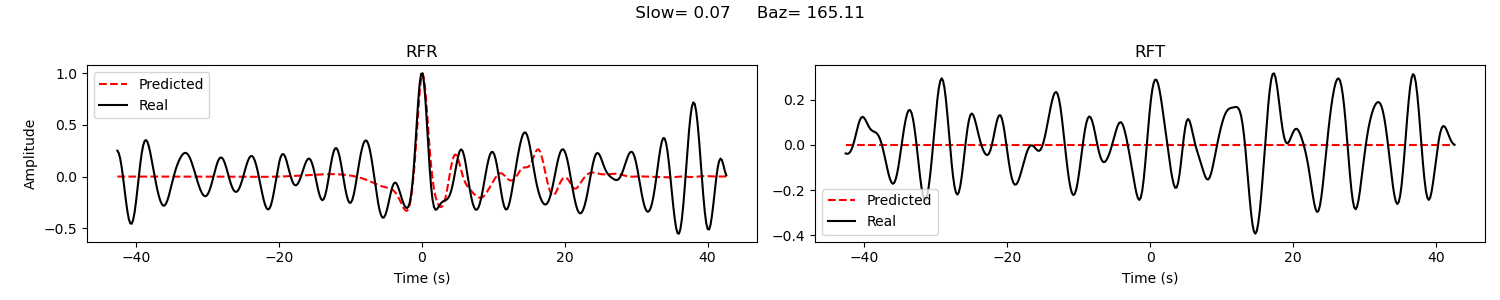 Slow= 0.07     Baz= 165.11
RFR
Predicted
Real
1.0
0.5
0.0
−0.5
Amplitude
−40
−20
0
20
40
Time (s)
RFT
0.2
0.0
−0.2
−0.4
Predicted
Real
−40
−20
0
20
40
Time (s)